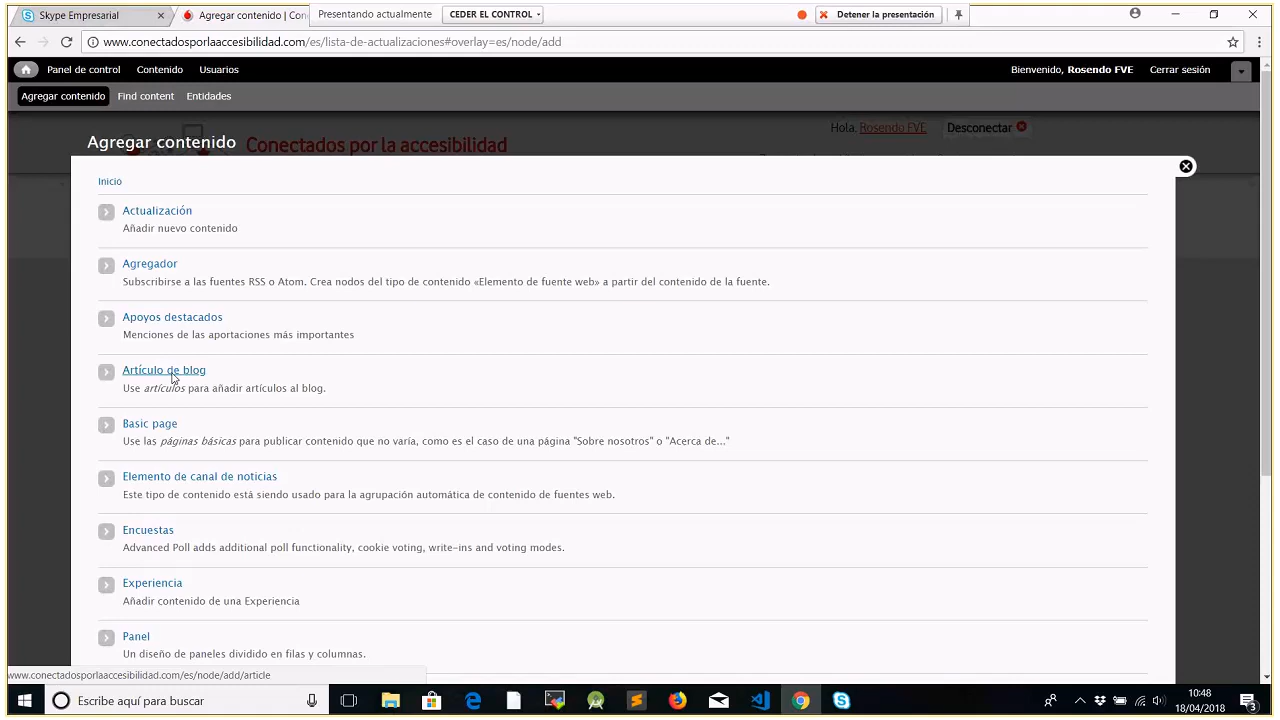 Skype Empresarial
Agregar contenido | Con
Presentando actualmente
CEDER EL CONTROL
Detener la presentación
www.conectadosporlaaccesibilidad.com/es/lista-de-actualizaciones#overlay=es/node/add
Panel de control
Contenido
Usuarios
Bienvenido, Rosendo FVE
Cerrar sesión
Agregar contenido
Find content
Entidades
Hola, Rosendo FVE
Desconectar
Conectados por la accesibilidad
Agregar contenido
Inicio
Actualización
Añadir nuevo contenido
Agregador
Subscribirse a las fuentes RSS o Atom. Crea nodos del tipo de contenido «Elemento de fuente web» a partir del contenido de la fuente.
Apoyos destacados
Menciones de las aportaciones más importantes
Artículo de blog
Use artículos para añadir artículos al blog.
Basic page
Use las páginas básicas para publicar contenido que no varía, como es el caso de una página "Sobre nosotros" o "Acerca de..."
Elemento de canal de noticias
Este tipo de contenido está siendo usado para la agrupación automática de contenido de fuentes web.
Encuestas
Advanced Poll adds additional poll functionality, cookie voting, write-ins and voting modes.
Experiencia
Añadir contenido de una Experiencia
Panel
Un diseño de paneles dividido en filas y columnas.
www.conectadosporlaaccesibilidad.com/es/node/add/article
Escribe aquí para buscar
10:48
18/04/2018
3